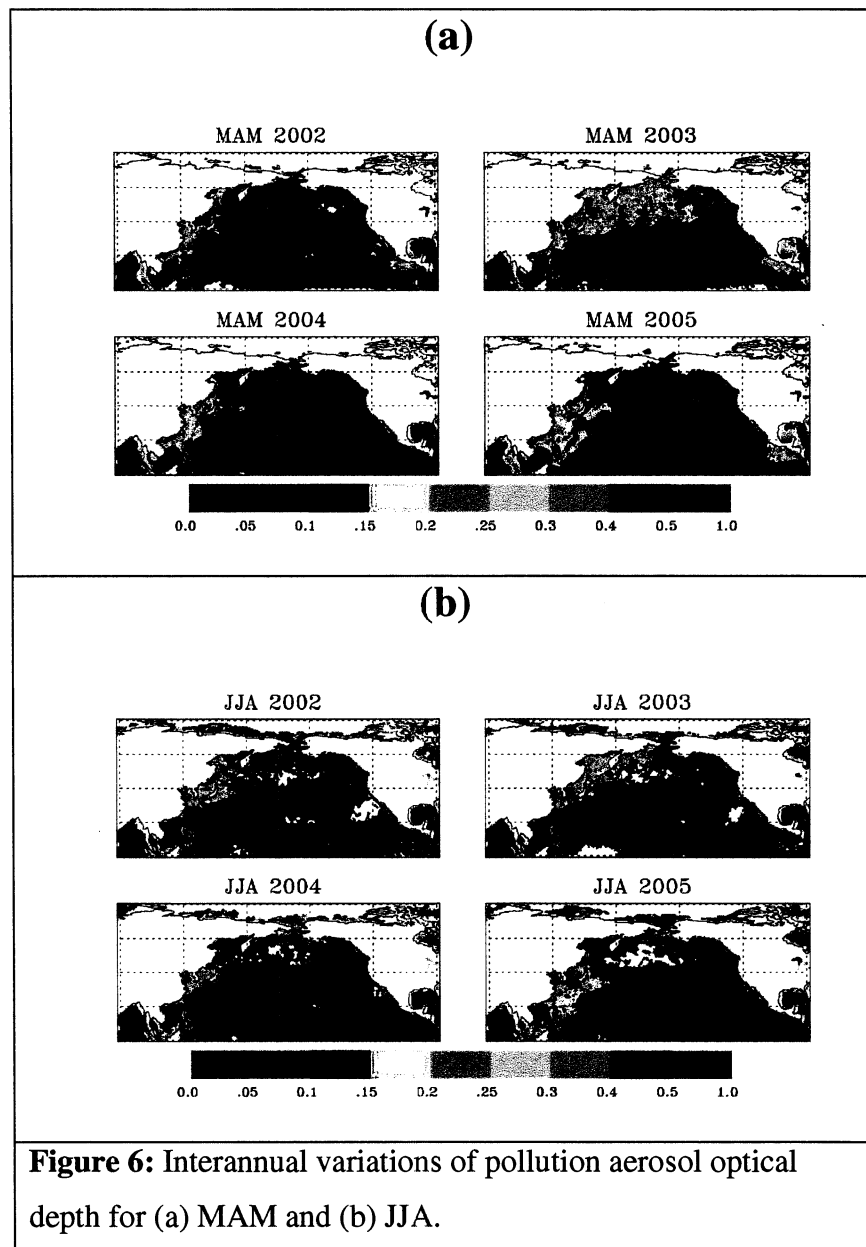 (a)
MAM 2002
MAM 2003
MAM 2004
MAM 2005
0.0 .05 0.1 .15 0.2 .25 0.3 0.4 0.5 1.0
(b)
JJA 2002
JJA 2003
JJA 2004
JJA 2005
0.0 .05 0.1 .15 0.2 .25 0.3 0.4 0.5 1.0
Figure 6: Interannual variations of pollution aerosol optical
depth for (a) MAM and (b) JJA.